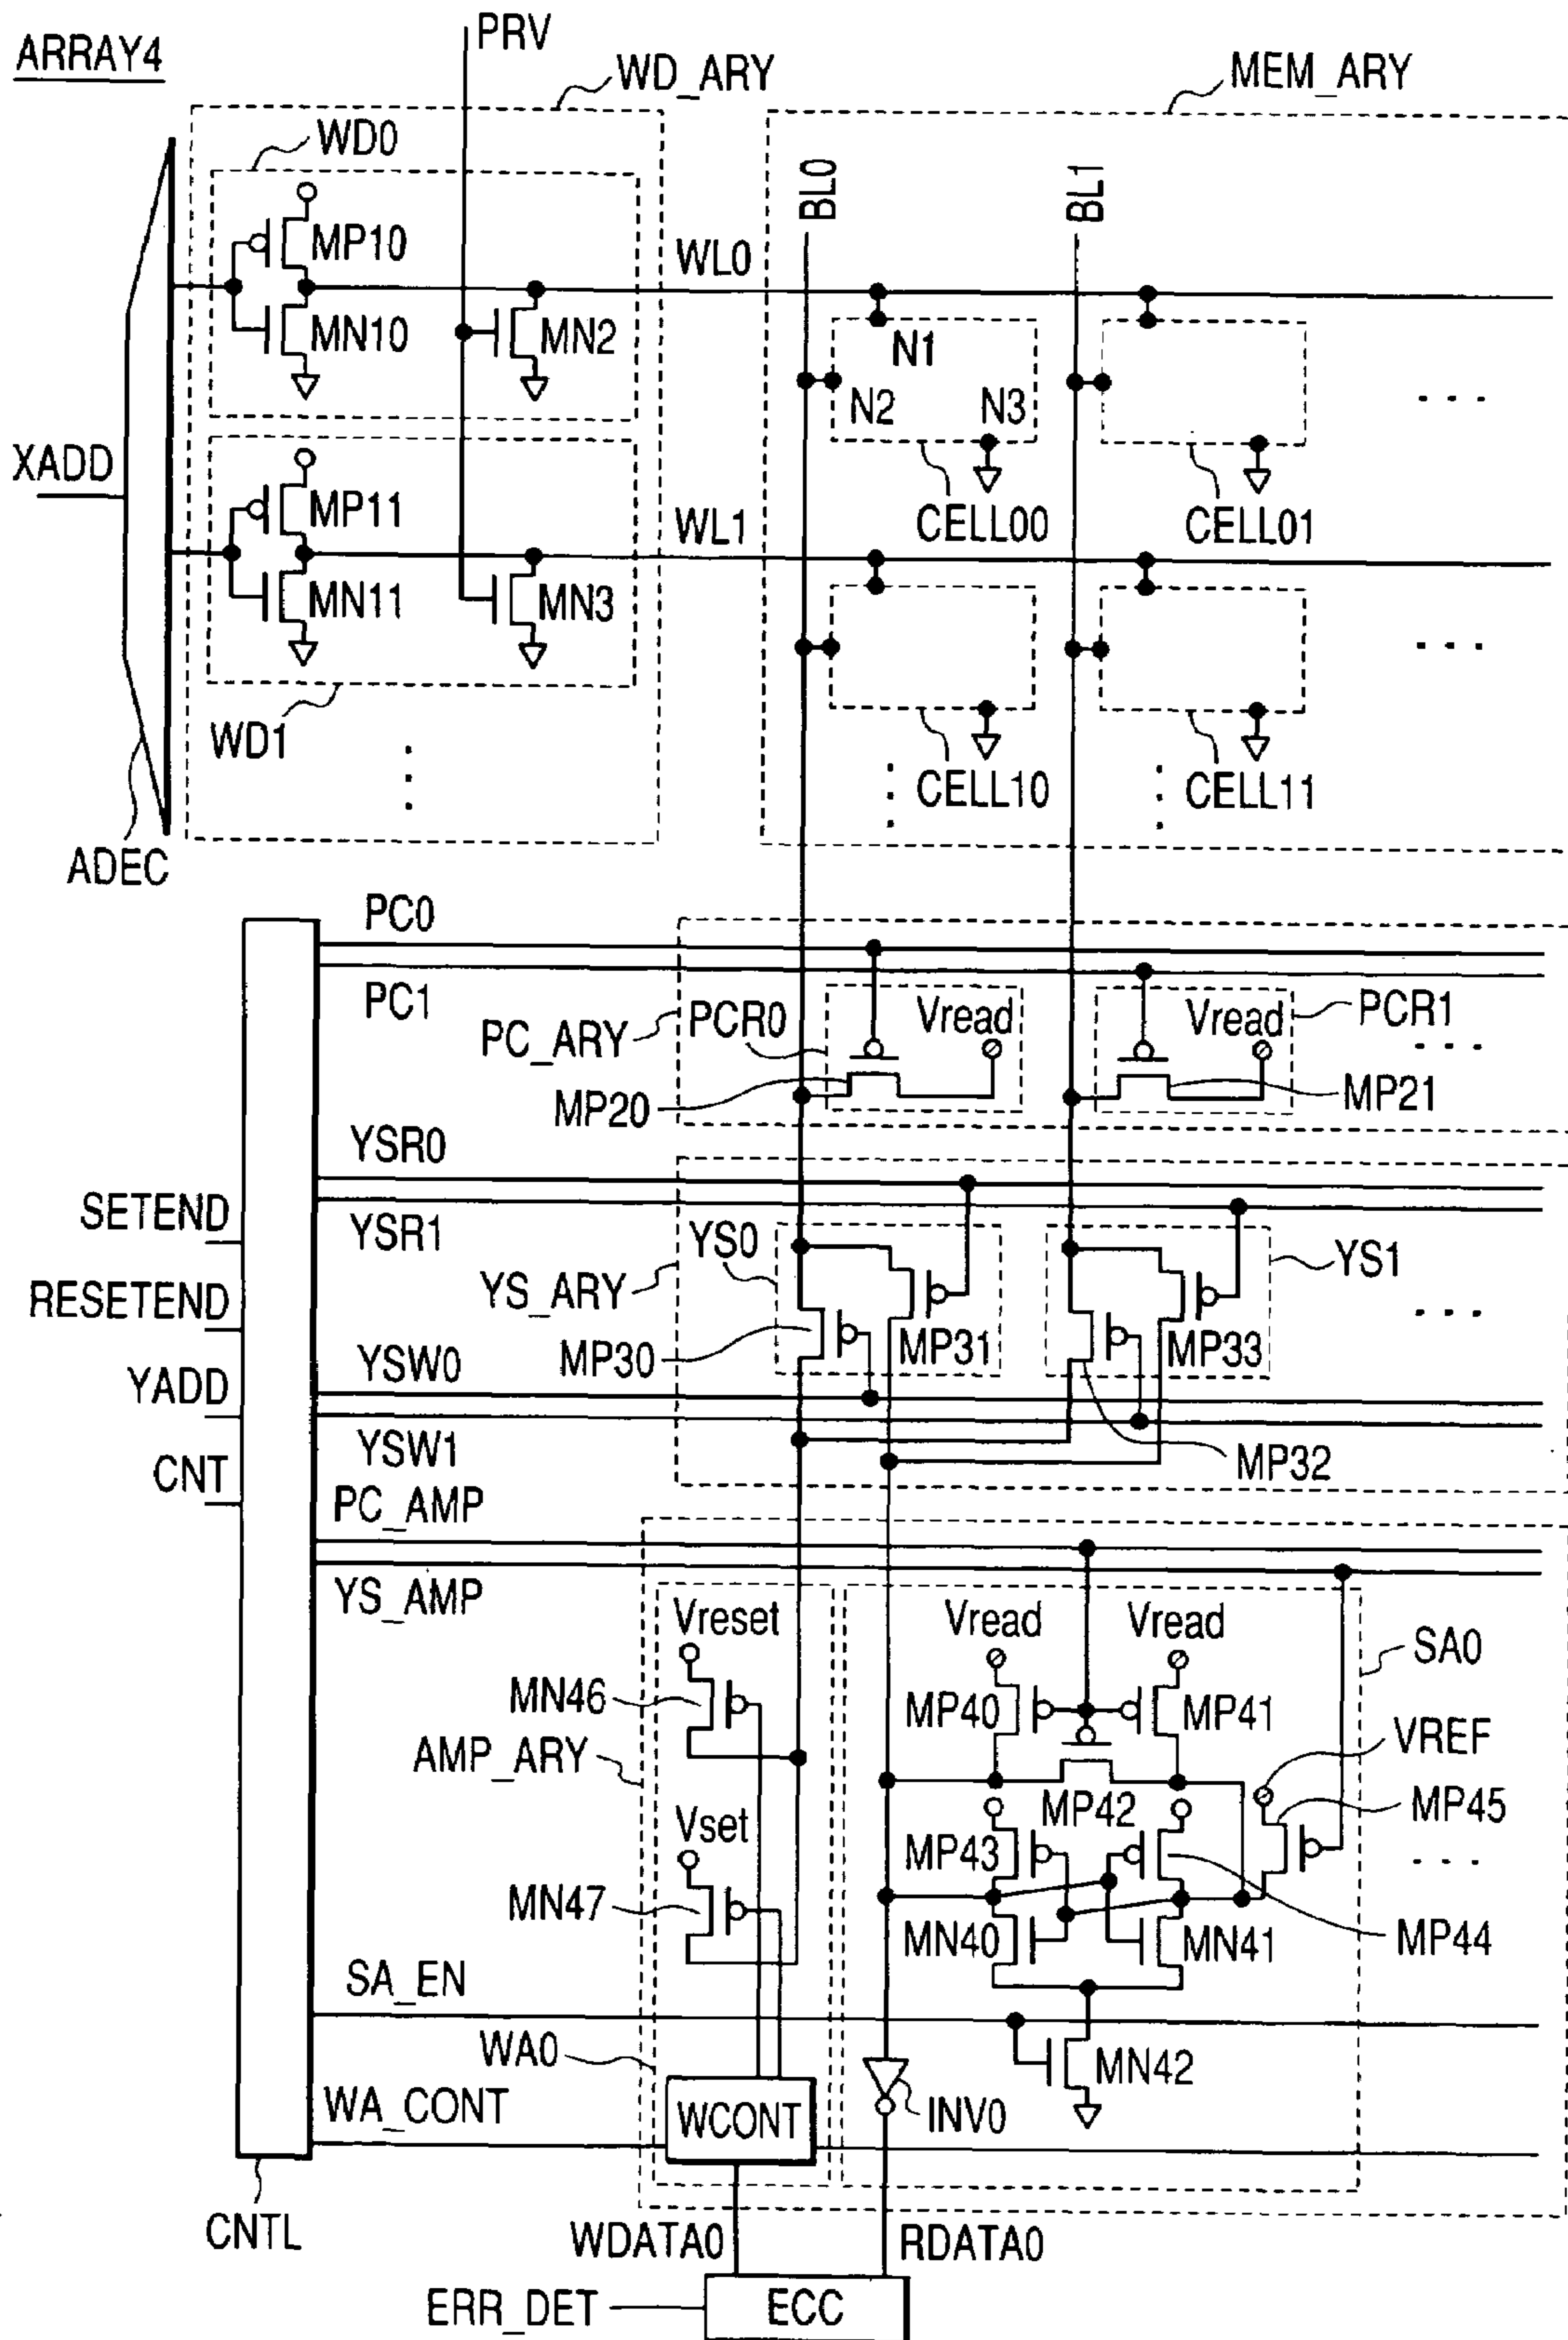 ARRAY4
PRV
WD_ARY
MEM_ARY
WD0
BL0
BL1
MP10
WL0
MN10
MN2
N1
N2
N3
XADD
MP11
WL1
CELL00
CELL01
MN11
MN3
WD1
CELL10
CELL11
ADEC
PC0
PC1
PC_ARY
PCR0
Vread
Vread
PCR1
MP20
MP21
YSR0
SETEND
YSR1
YS0
YS1
RESETEND
YS_ARY
MP30
MP31
MP33
YADD
YSW0
YSW1
MP32
CNT
PC_AMP
YS_AMP
Vreset
Vread
Vread
SA0
MN46
MP40
MP41
VREF
AMP_ARY
Vset
MP42
MP45
MP43
MN47
MN40
MN41
MP44
SA_EN
WA0
MN42
WA_CONT
WCONT
INV0
CNTL
WDATA0
RDATA0
ERR_DET
ECC